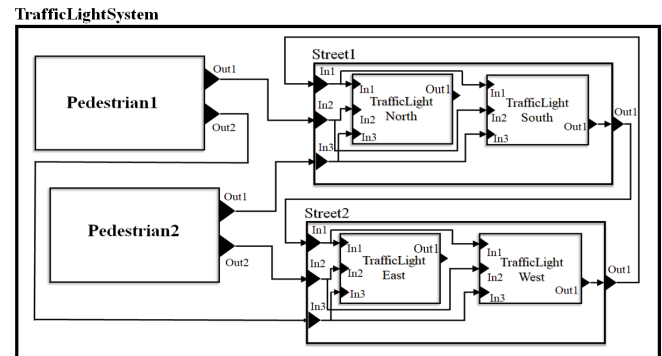 TrafficLightSystem
Pedestrian1
Out1
Out2
Pedestrian2
Out1
Out2
Street1
In1
In2
In3
In1
In2
In3
TrafficLight
North
Out1
In1
In2
In3
TrafficLight
South
Out1
Out1
Street2
In1
In2
In3
In1
In2
In3
TrafficLight
East
Out1
In1
In2
In3
TrafficLight
West
Out1
Out1